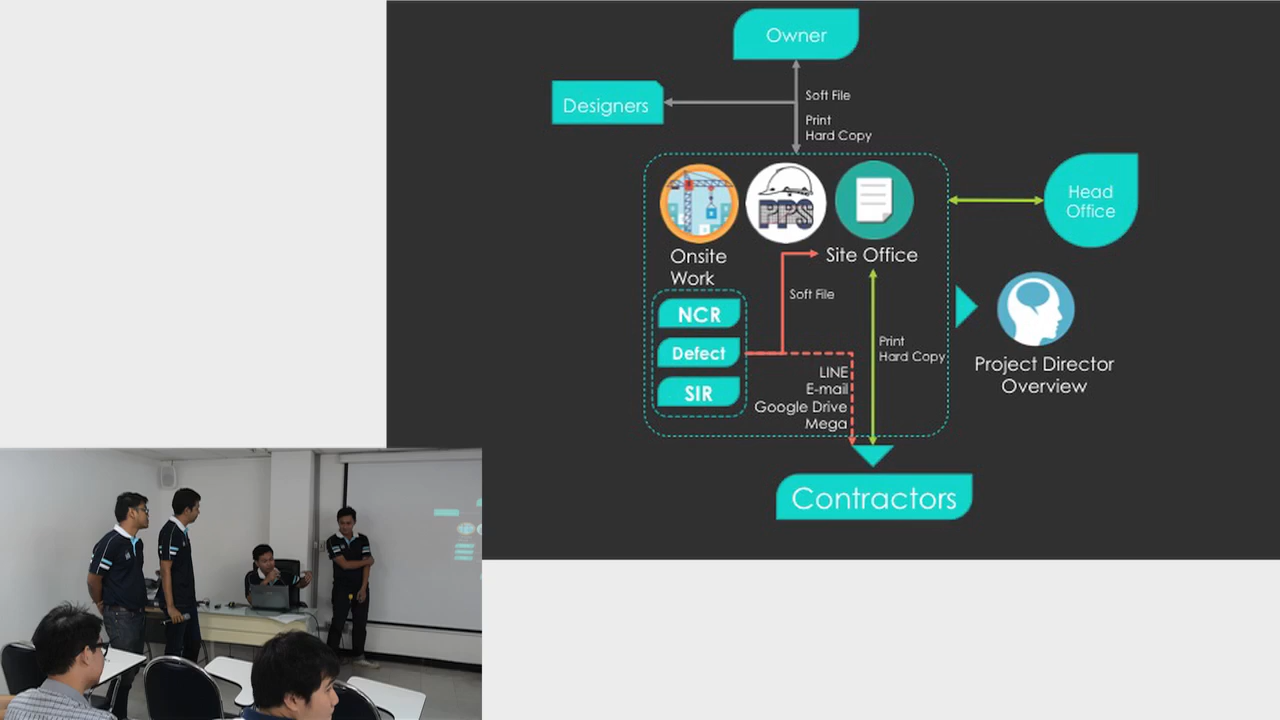 Owner
Designers
Soft File
Print
Hard Copy
PPS
Head
Office
Onsite
Work
Site Office
Soft File
NCR
Defect
SIR
Print
Hard Copy
LINE
E-mail
Google Drive
Mega
Project Director
Overview
Contractors